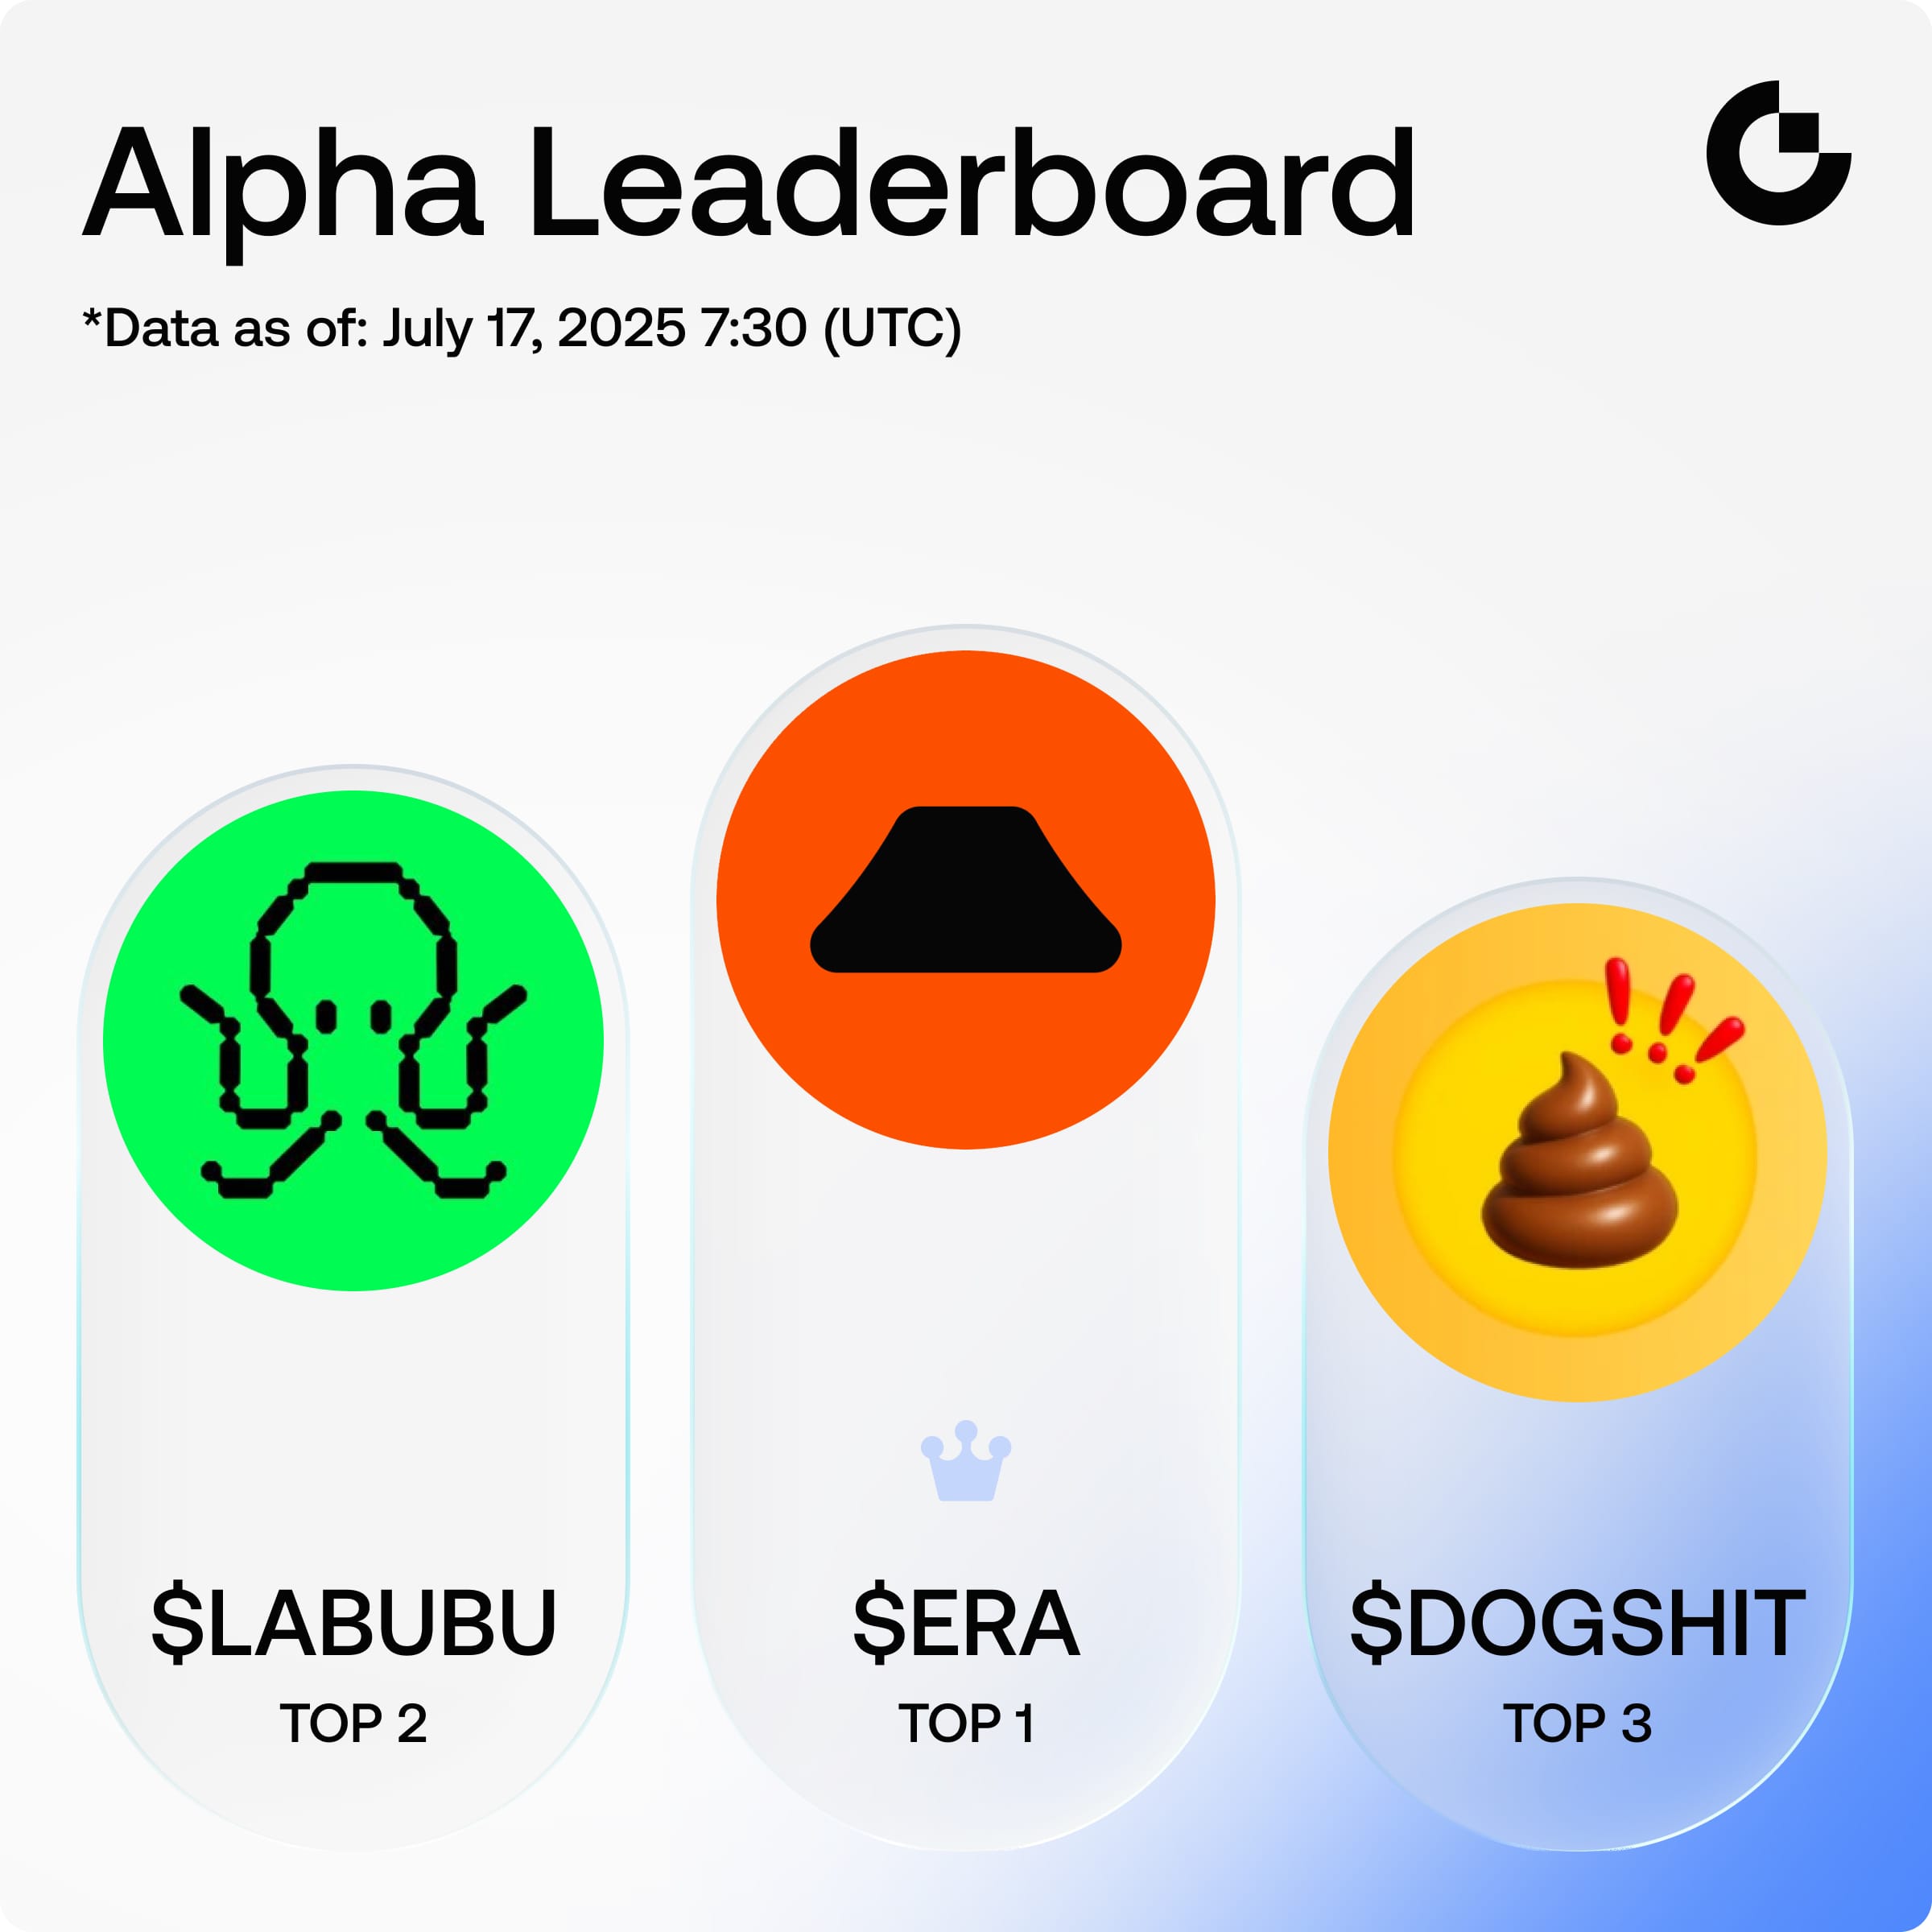 Alpha Leaderboard
*Data as of: July 17, 2025 7:30 (UTC)
$LABUBU
TOP 2
$ERA
TOP 1
$DOGSHIT
TOP 3